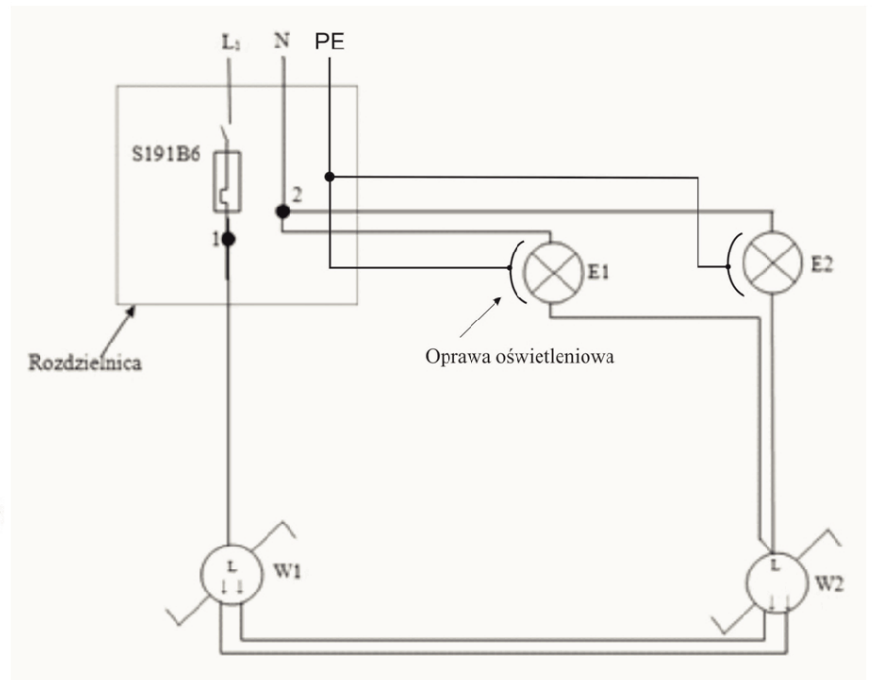 L₁ N PE
S191B6
2
1
E1
E2
Rozdzielnica
Oprawa oświetleniowa
L
W1
L
W2